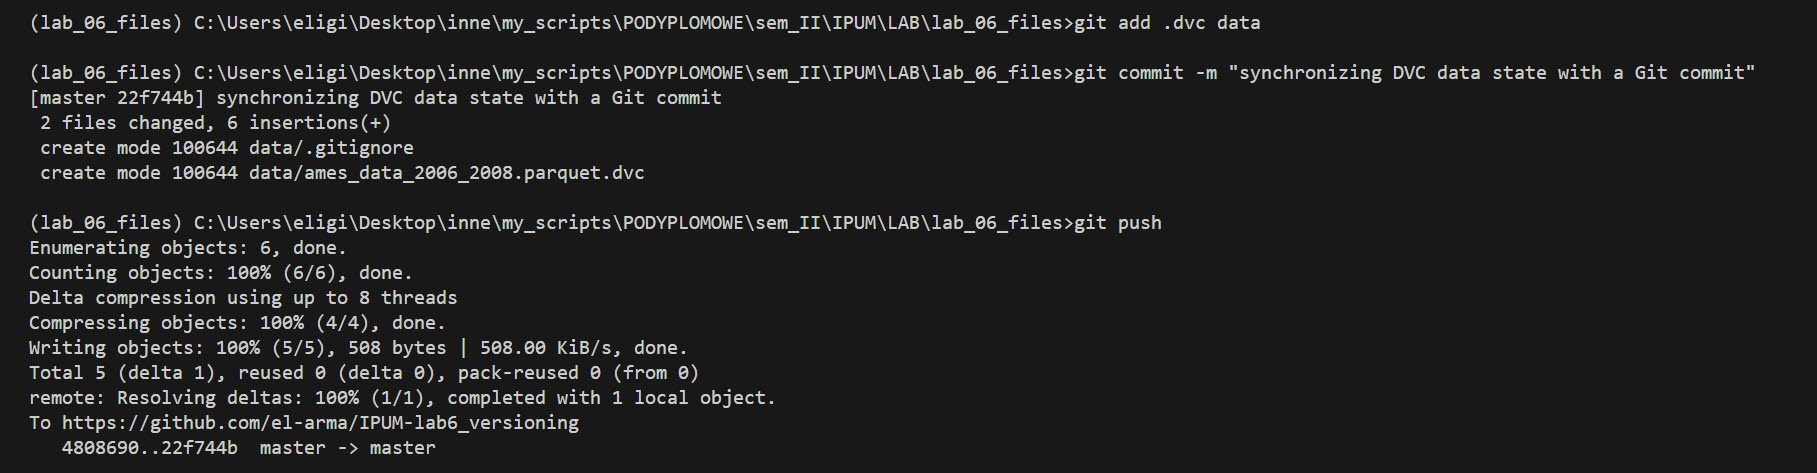 (lab_06_files) C:\Users\eligi\Desktop\inne\my_scripts\PODYPLOMOWE\sem_II\IPUM\LAB\lab_06_files>git add .dvc data
(lab_06_files) C:\Users\eligi\Desktop\inne\my_scripts\PODYPLOMOWE\sem_II\IPUM\LAB\lab_06_files>git commit -m "synchronizing DVC data state with a Git commit"
[master 22f744b] synchronizing DVC data state with a Git commit
 2 files changed, 6 insertions(+)
 create mode 100644 data/.gitignore
 create mode 100644 data/ames_data_2006_2008.parquet.dvc
(lab_06_files) C:\Users\eligi\Desktop\inne\my_scripts\PODYPLOMOWE\sem_II\IPUM\LAB\lab_06_files>git push
Enumerating objects: 6, done.
Counting objects: 100% (6/6), done.
Delta compression using up to 8 threads
Compressing objects: 100% (4/4), done.
Writing objects: 100% (5/5), 508 bytes | 508.00 KiB/s, done.
Total 5 (delta 1), reused 0 (delta 0), pack-reused 0 (from 0)
remote: Resolving deltas: 100% (1/1), completed with 1 local object.
To https://github.com/el-arma/IPUM-lab6_versioning
   4808690..22f744b  master -> master